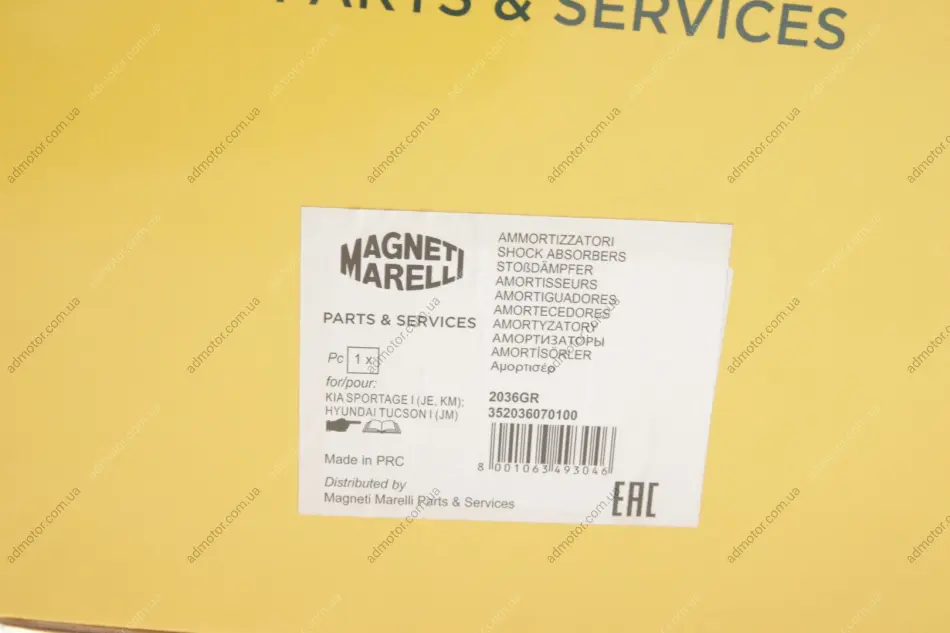 PARTS & SERVICES
MAGNETI
MARELLI
PARTS & SERVICES
Pc 1 x
for/pour:
KIA SPORTAGE I (JE, KM);
HYUNDAI TUCSON I (JM)
Made in PRC
Distributed by
Magneti Marelli Parts & Services
AMMORTIZZATORI
SHOCK ABSORBERS
STOßDÄMPFER
AMORTISSEURS
AMORTIGUADORES
AMORTECEDORES
AMORTYZATORY
АМОРТИЗАТОРЫ
AMORTİSÖRLER
Αμορτισέρ
2036GR
352036070100
8 001063 493046
EAC
admotor.com.ua